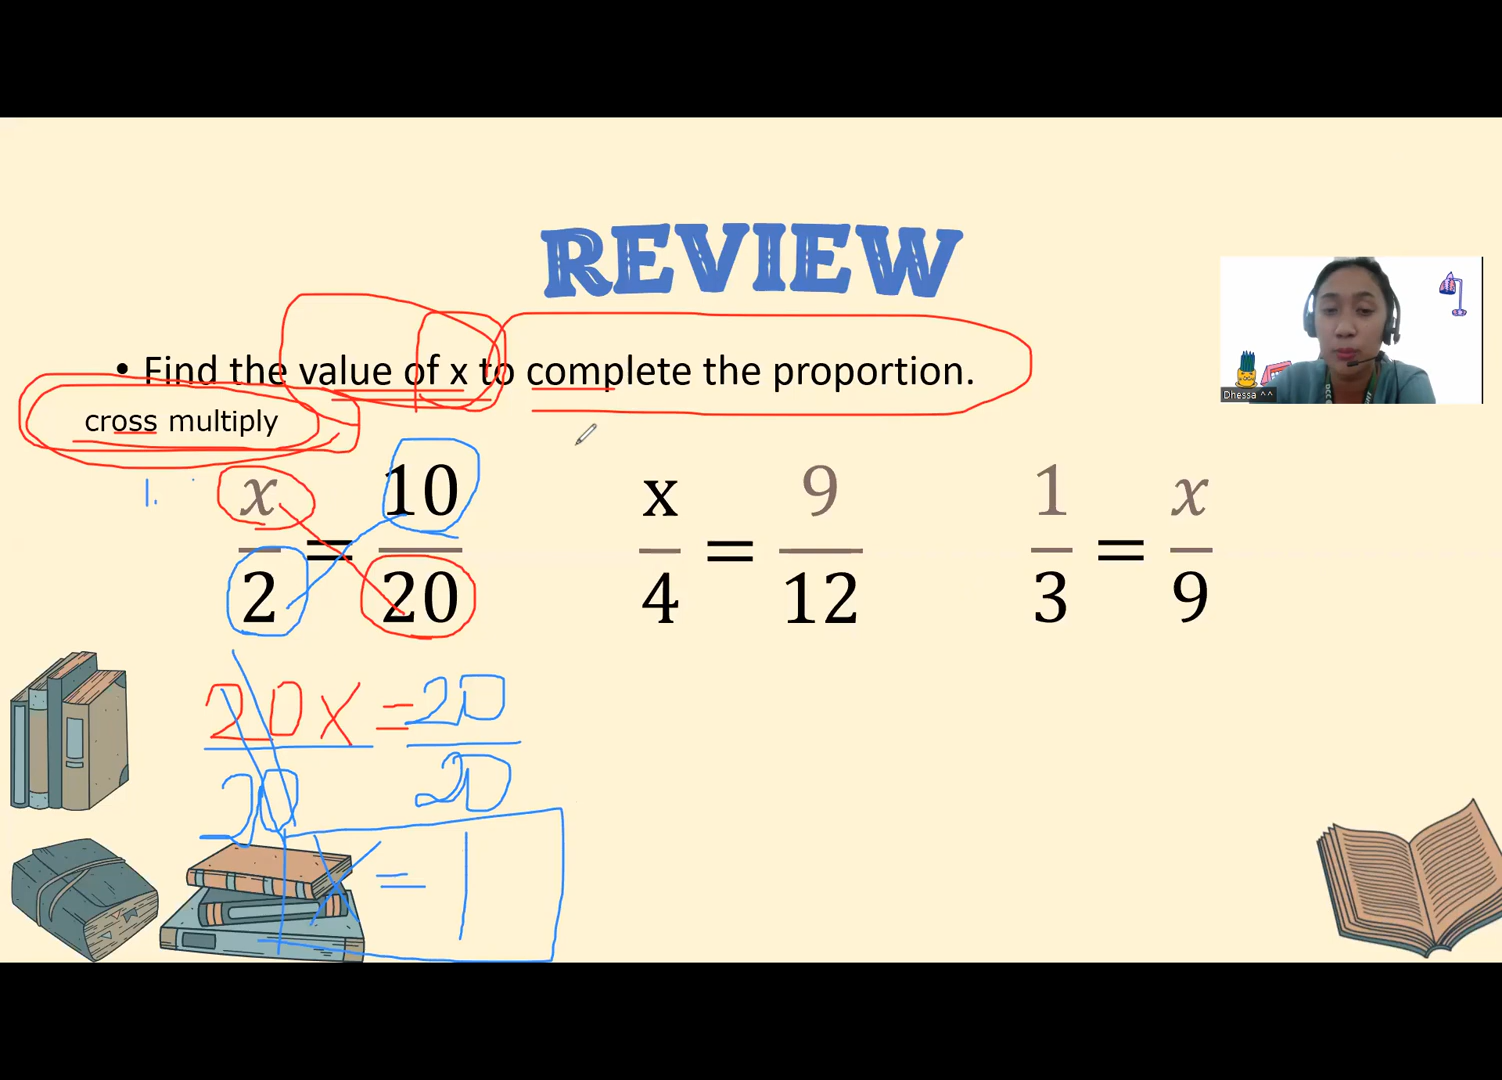 REVIEW
• Find the value of x to complete the proportion.
cross multiply
Dhessa ^^
1.
x/2 = 10/20
x/4 = 9/12
1/3 = x/9
20x/20 = 20/20
x = 1